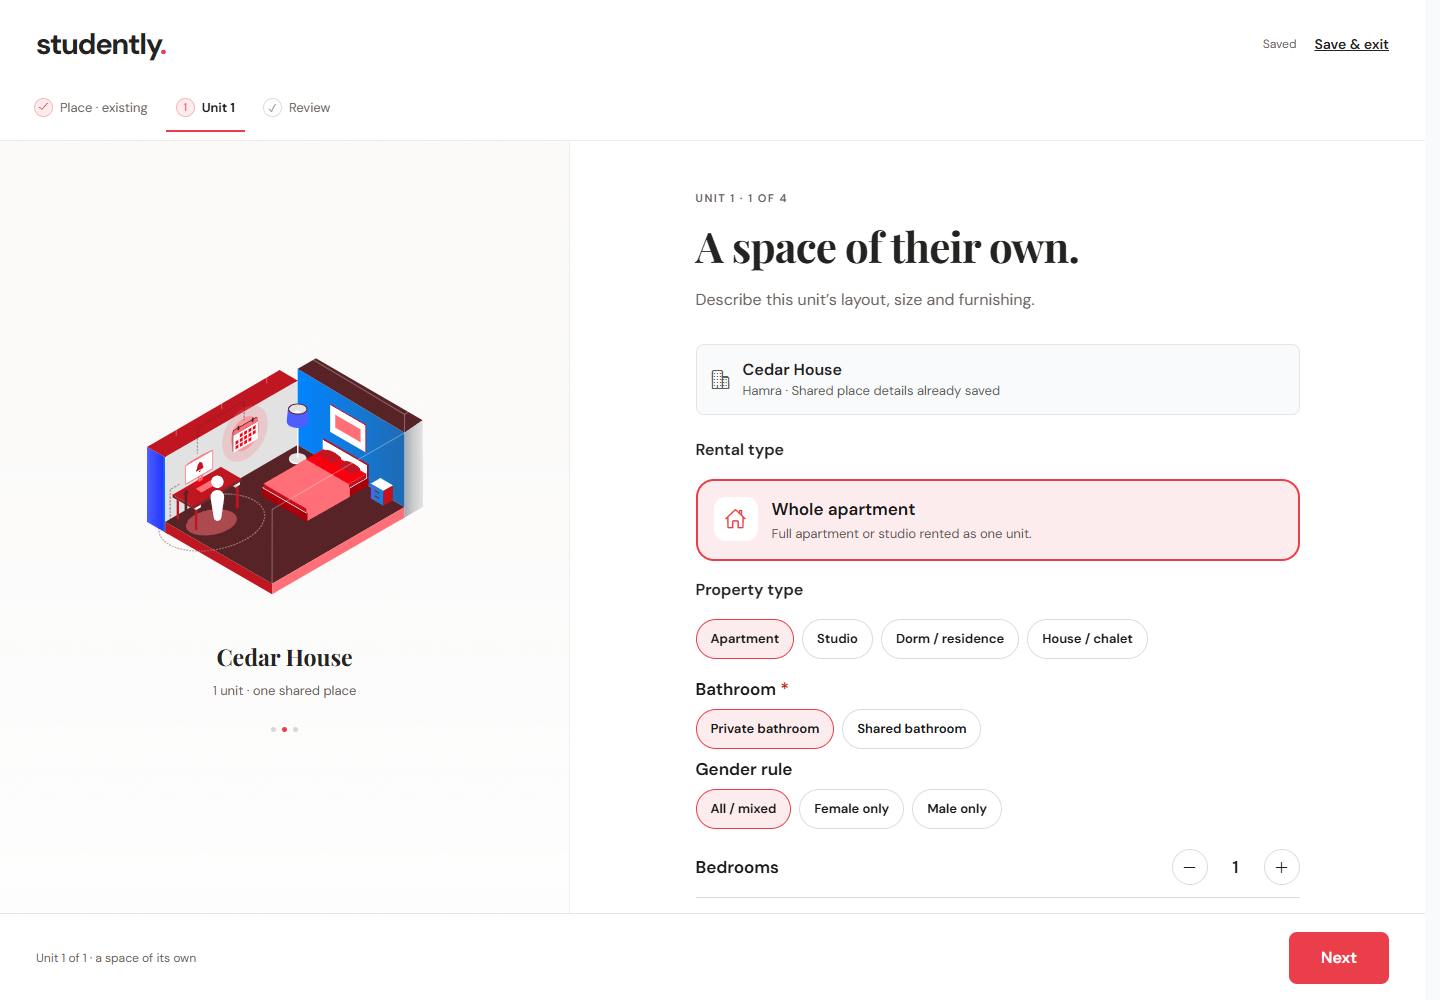 studently.
Saved
Save & exit
Place · existing
1
Unit 1
Review
UNIT 1 · 1 OF 4
A space of their own.
Describe this unit’s layout, size and furnishing.
Cedar House
Hamra · Shared place details already saved
Rental type
Whole apartment
Full apartment or studio rented as one unit.
Property type
Apartment
Studio
Dorm / residence
House / chalet
Bathroom *
Private bathroom
Shared bathroom
Gender rule
All / mixed
Female only
Male only
Bedrooms
1
Cedar House
1 unit · one shared place
Unit 1 of 1 · a space of its own
Next